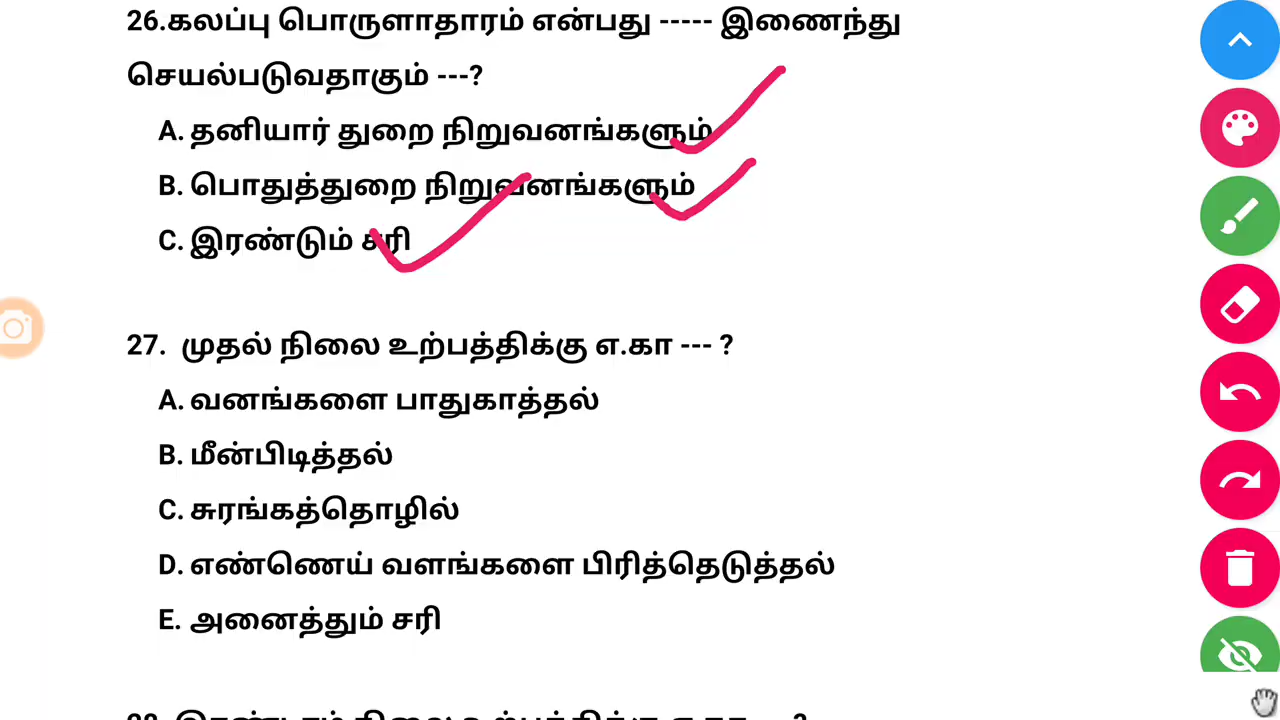 26.கலப்பு பொருளாதாரம் என்பது ----- இணைந்து
செயல்படுவதாகும் ---?
A. தனியார் துறை நிறுவனங்களும்
B. பொதுத்துறை நிறுவனங்களும்
C. இரண்டும் சரி
27. முதல் நிலை உற்பத்திக்கு எ.கா --- ?
A. வனங்களை பாதுகாத்தல்
B. மீன்பிடித்தல்
C. சுரங்கத்தொழில்
D. எண்ணெய் வளங்களை பிரித்தெடுத்தல்
E. அனைத்தும் சரி